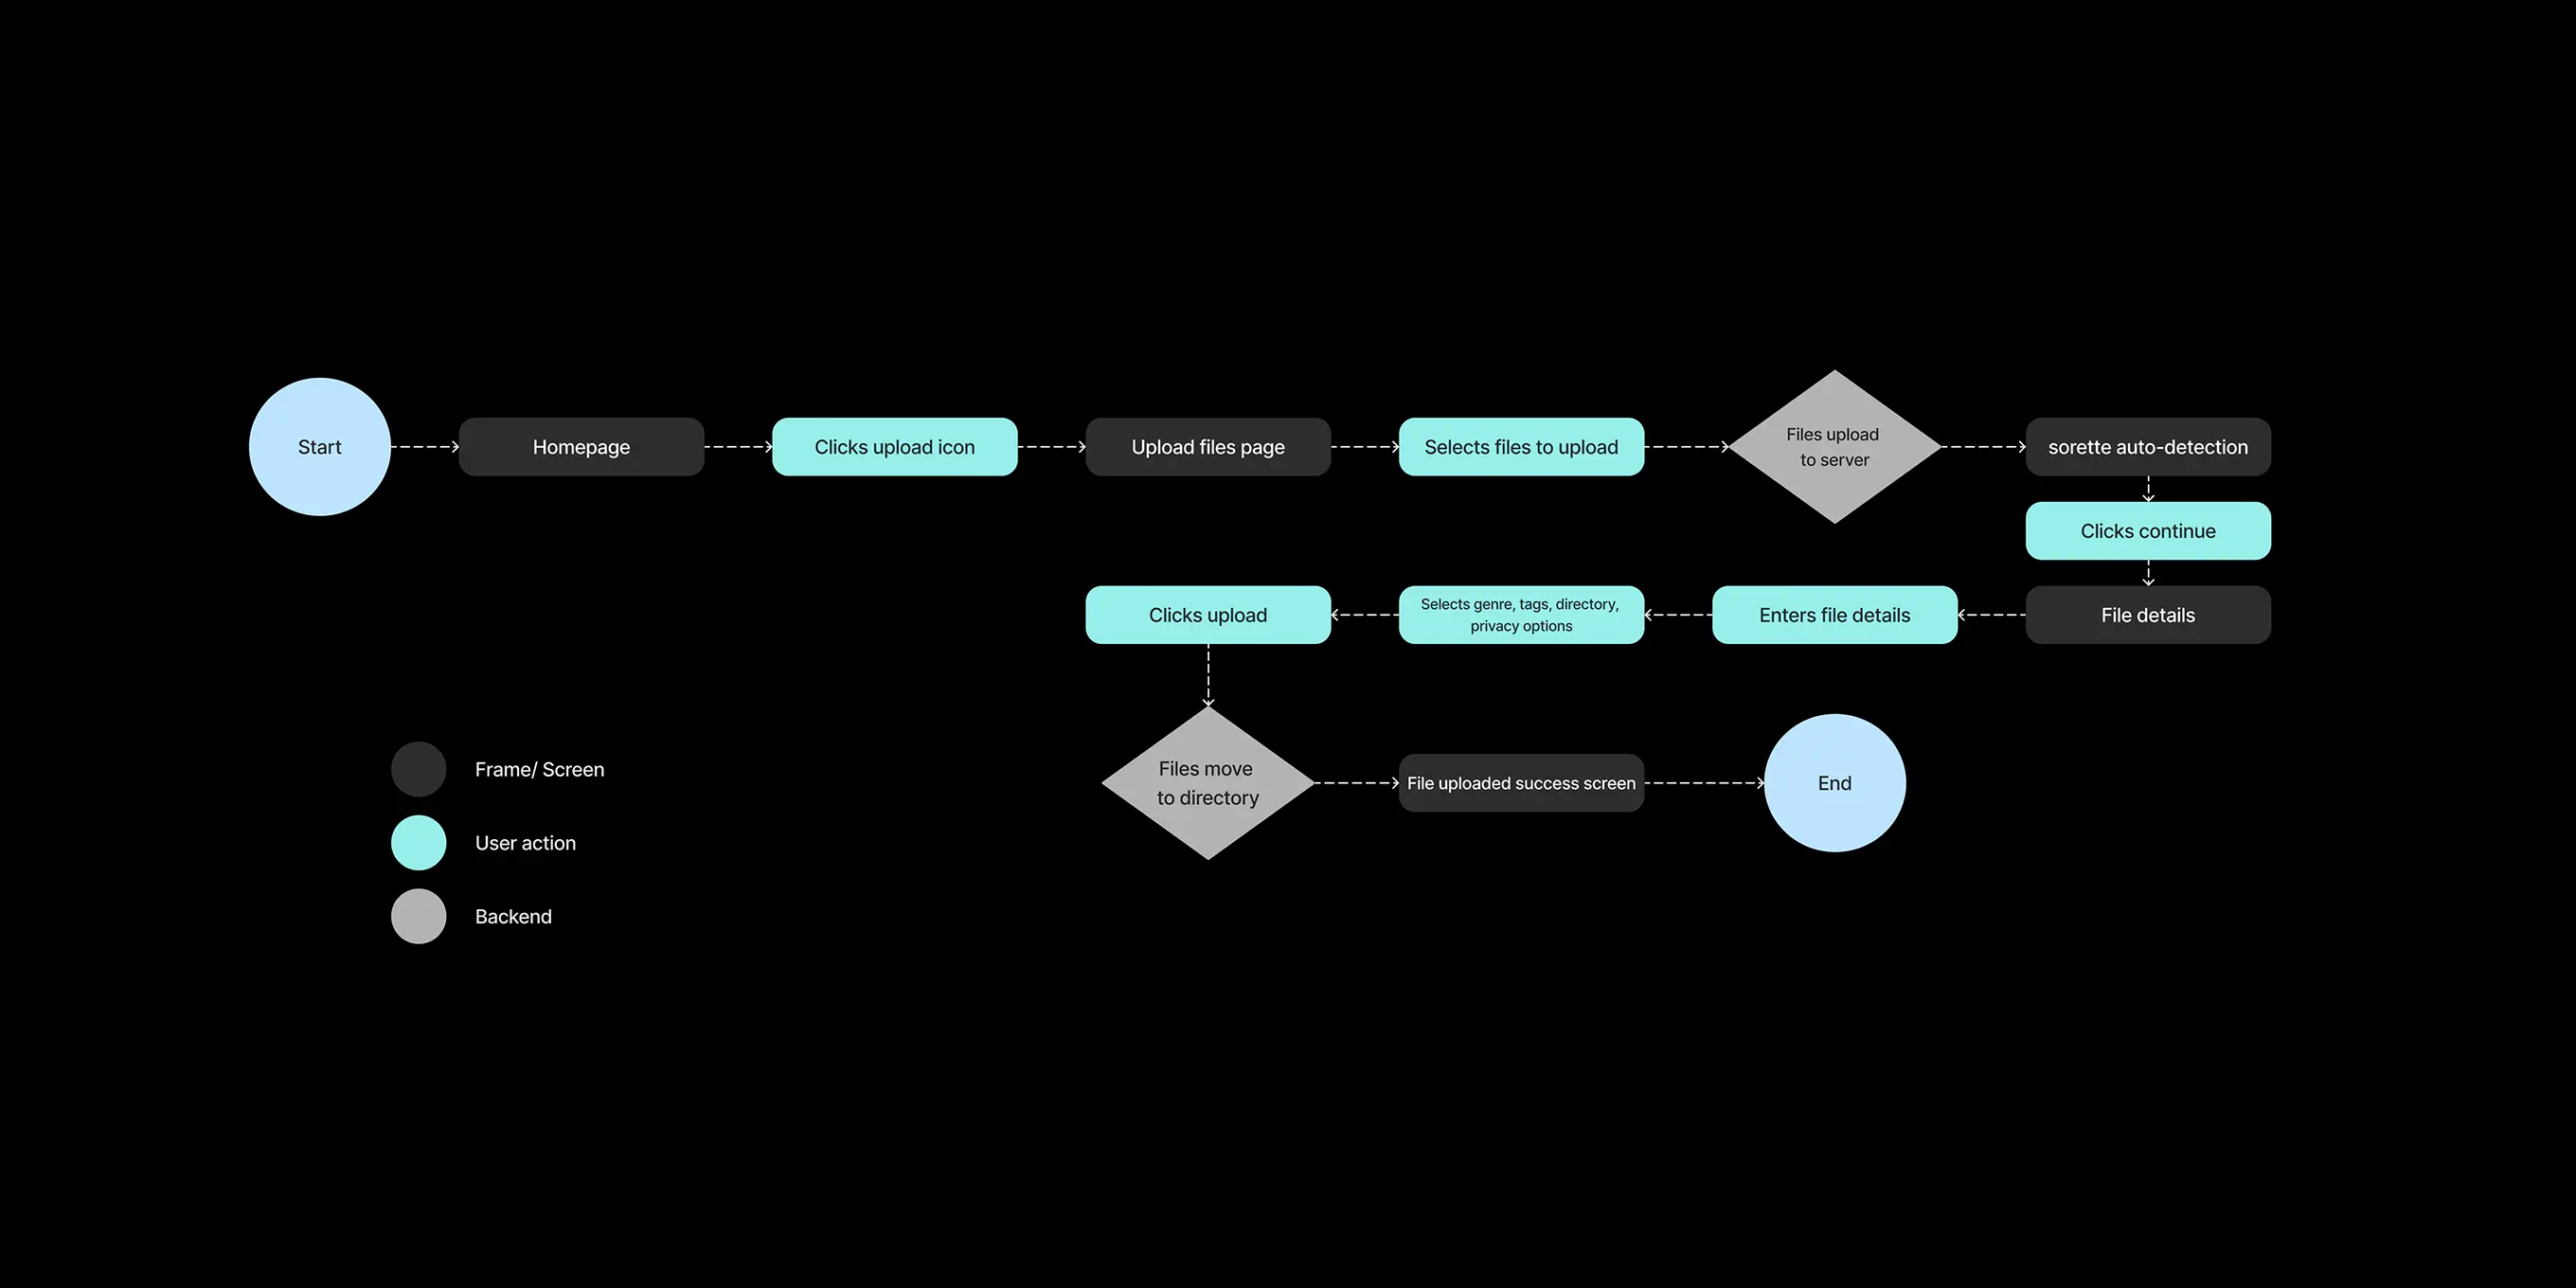 Start
Homepage
Clicks upload icon
Upload files page
Selects files to upload
Files upload
to server
sorette auto-detection
Clicks continue
File details
Enters file details
Selects genre, tags, directory,
privacy options
Clicks upload
Files move
to directory
File uploaded success screen
End
Frame/ Screen
User action
Backend